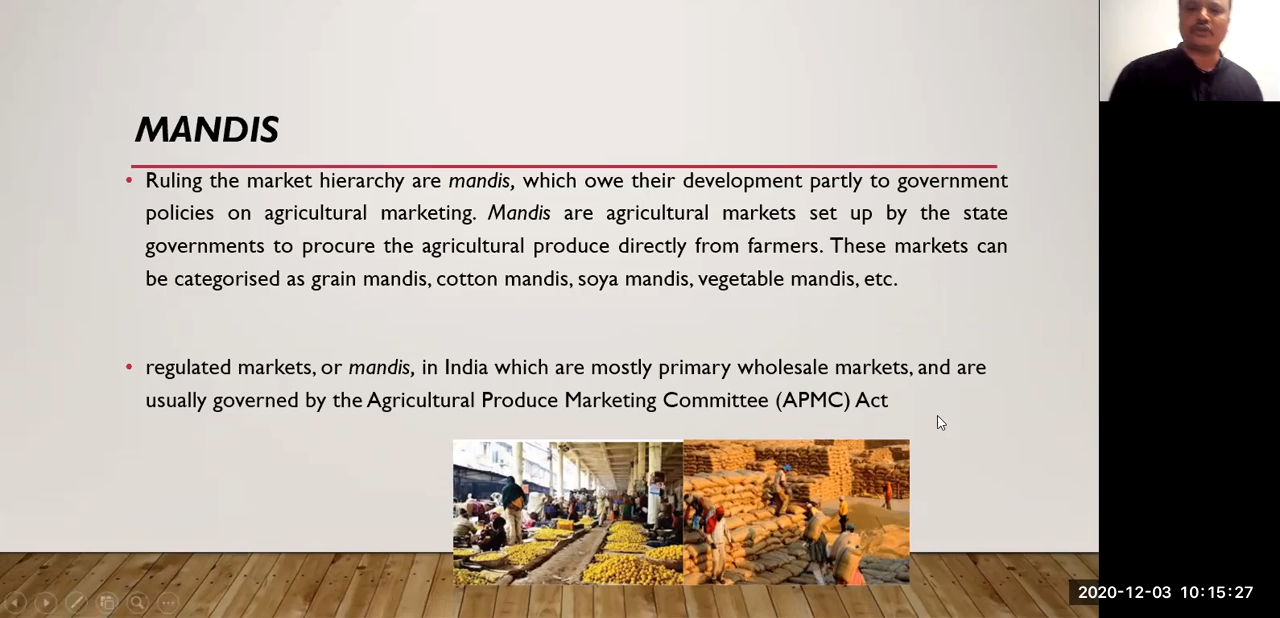 MANDIS
• Ruling the market hierarchy are mandis, which owe their development partly to government
policies on agricultural marketing. Mandis are agricultural markets set up by the state
governments to procure the agricultural produce directly from farmers. These markets can
be categorised as grain mandis, cotton mandis, soya mandis, vegetable mandis, etc.
• regulated markets, or mandis, in India which are mostly primary wholesale markets, and are
usually governed by the Agricultural Produce Marketing Committee (APMC) Act
2020-12-03 10:15:27